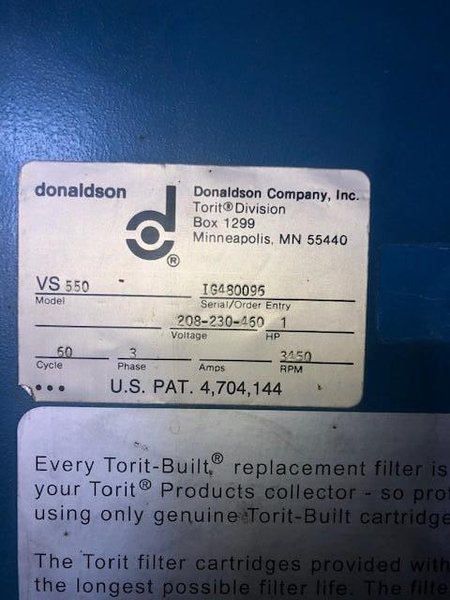 donaldson
Donaldson Company, Inc.
Torit® Division
Box 1299
Minneapolis, MN 55440
®
VS 550 IG480096
Model Serial/Order Entry
208-230-460 1
Voltage HP
60 3 3450
Cycle Phase Amps RPM
U.S. PAT. 4,704,144
Every Torit-Built® replacement filter is
your Torit® Products collector - so pro
using only genuine Torit-Built cartridge
The Torit filter cartridges provided with
the longest possible filter life. The filte